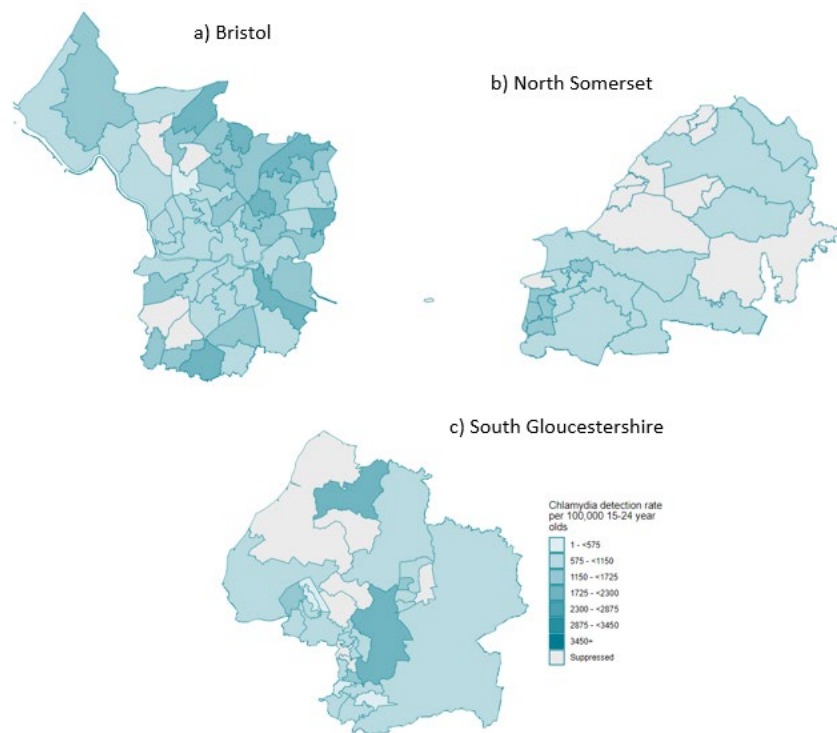 a) Bristol
b) North Somerset
c) South Gloucestershire
Chlamydia detection rate
per 100,000 15-24 year
olds
1 - <575
575 - <1150
1150 - <1725
1725 - <2300
2300 - <2875
2875 - <3450
3450+
Suppressed